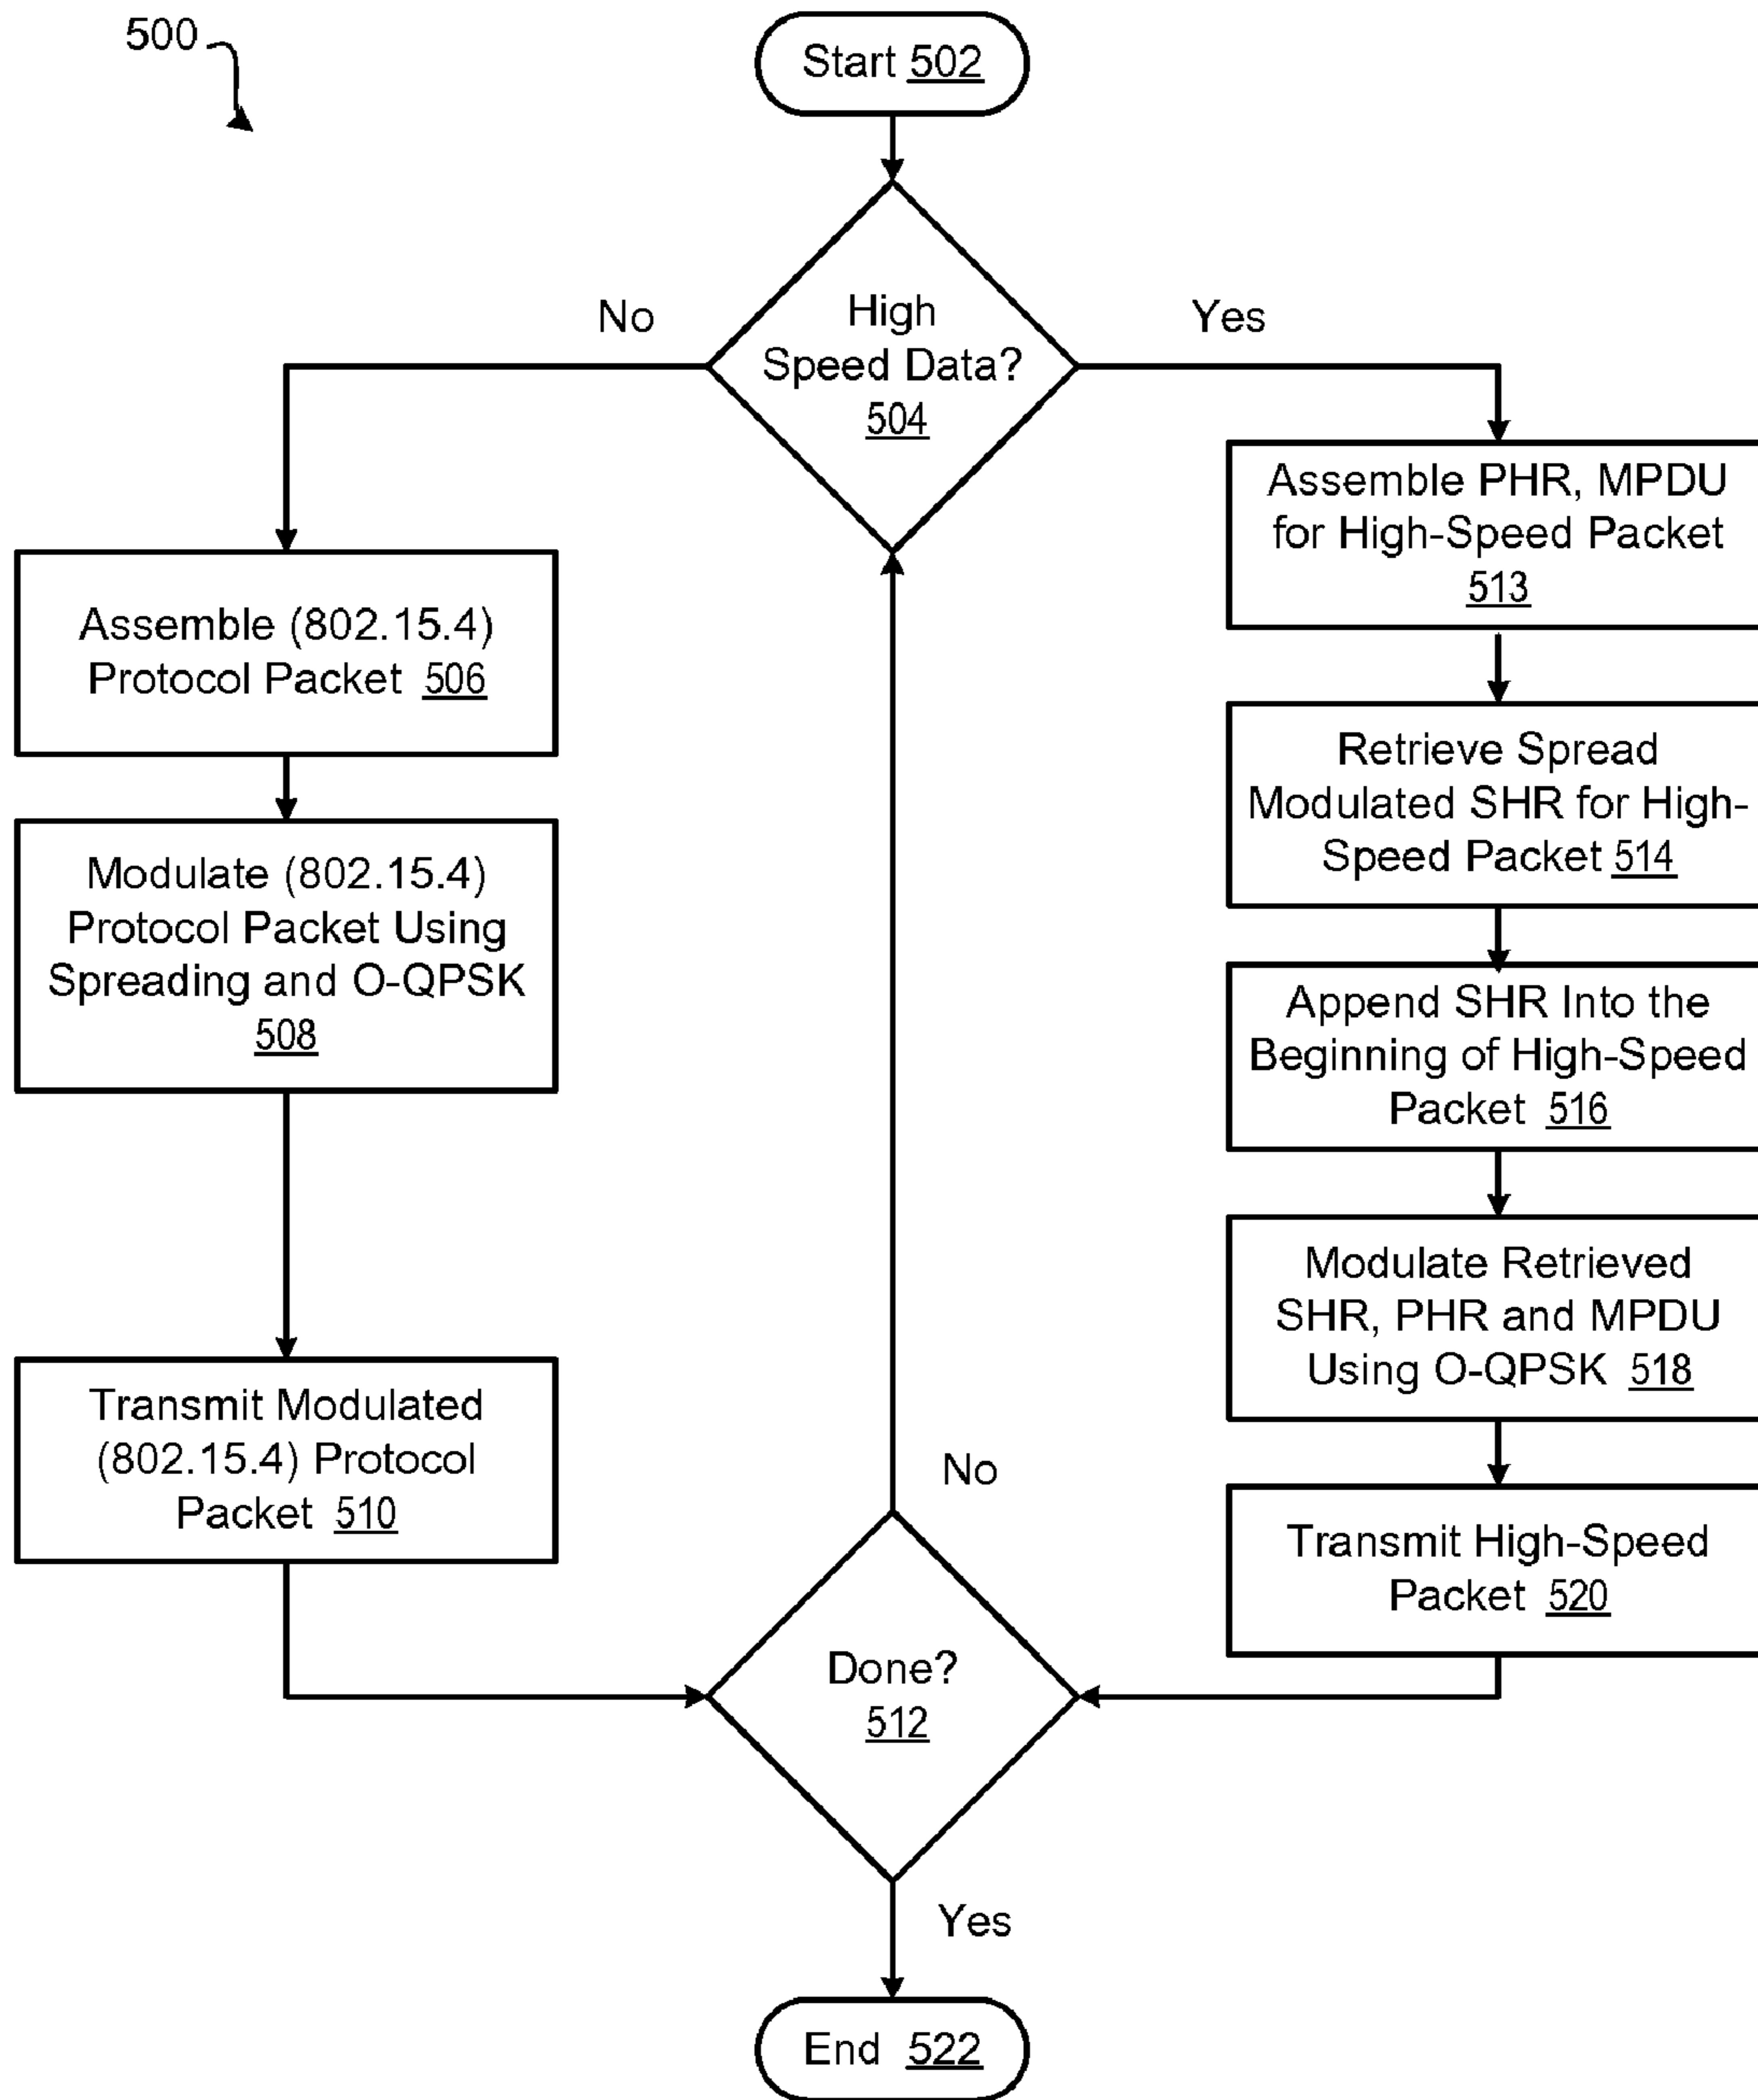 500
Start 502
High
Speed Data?
504
No
Yes
Assemble (802.15.4)
Protocol Packet 506
Modulate (802.15.4)
Protocol Packet Using
Spreading and O-QPSK
508
Transmit Modulated
(802.15.4) Protocol
Packet 510
Assemble PHR, MPDU
for High-Speed Packet
513
Retrieve Spread
Modulated SHR for High-
Speed Packet 514
Append SHR Into the
Beginning of High-Speed
Packet 516
Modulate Retrieved
SHR, PHR and MPDU
Using O-QPSK 518
Transmit High-Speed
Packet 520
No
Done?
512
Yes
End 522